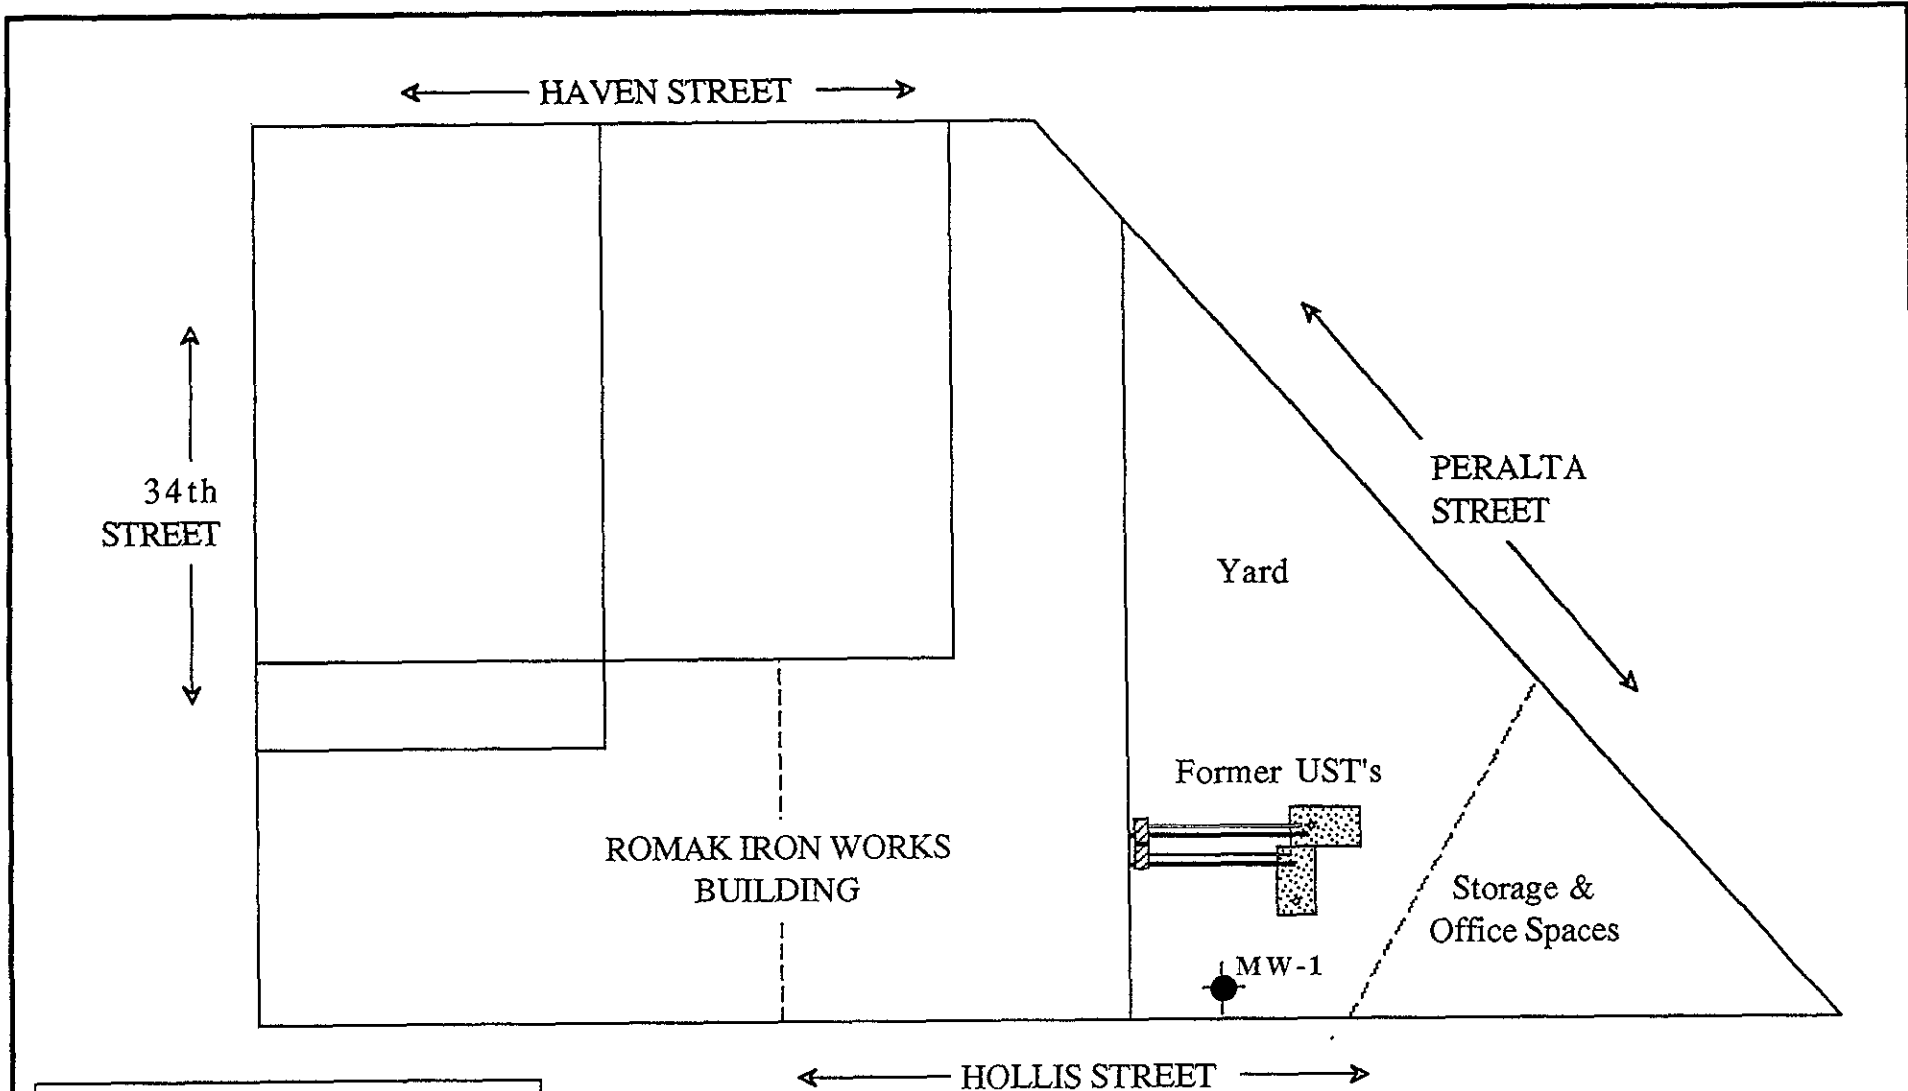 HAVEN STREET
34th
STREET
PERALTA
STREET
Yard
Former UST's
ROMAK IRON WORKS
BUILDING
Storage &
Office Spaces
MW-1
HOLLIS STREET